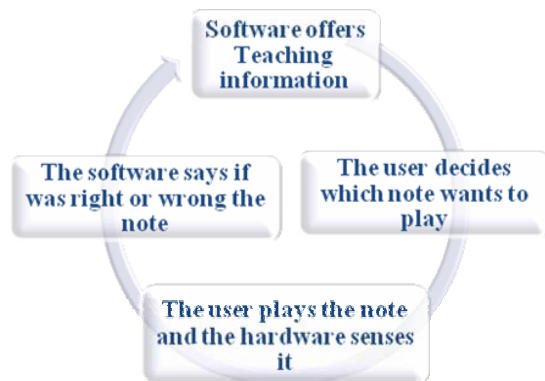 Software offers
Teaching
information
The user decides
which note wants to
play
The user plays the note
and the hardware senses
it
The software says if
was right or wrong the
note